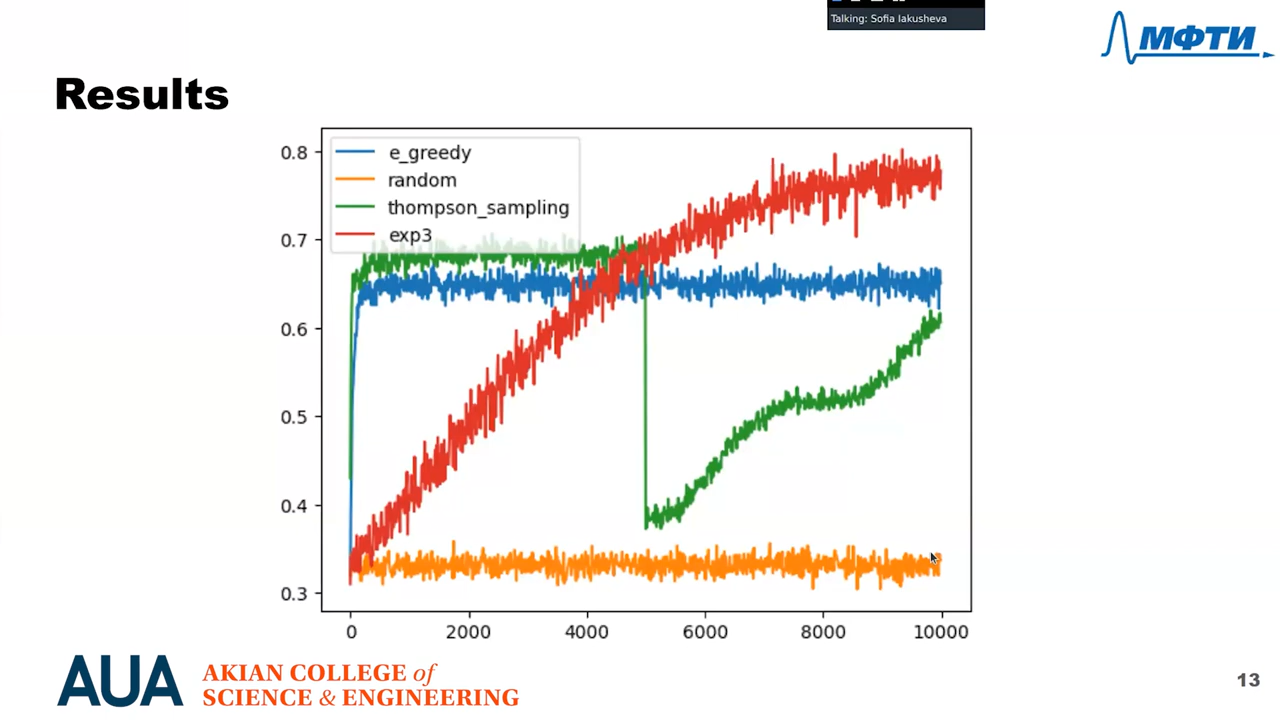 Talking: Sofia Iakusheva
МФТИ
Results
e_greedy
random
thompson_sampling
exp3
0.8
0.7
0.6
0.5
0.4
0.3
0
2000
4000
6000
8000
10000
AUA
AKIAN COLLEGE of
SCIENCE & ENGINEERING
13